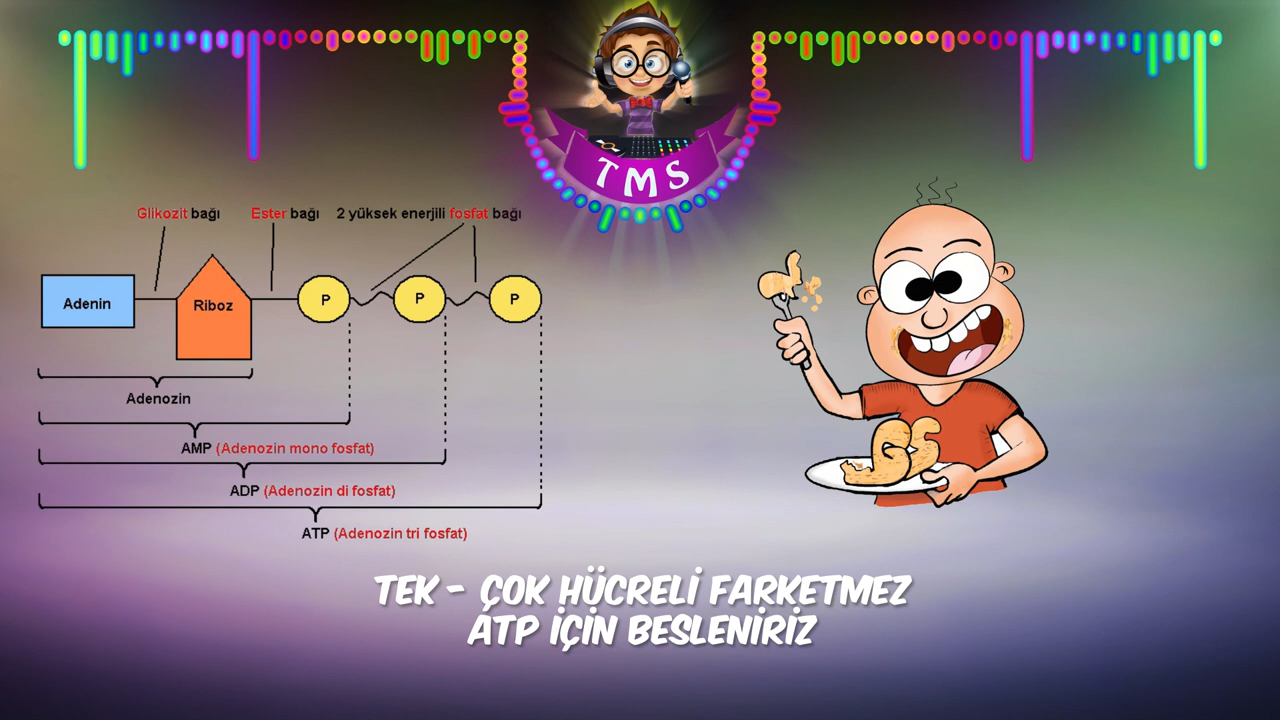 TMS
Glikozit bağı
Ester bağı
2 yüksek enerjili fosfat bağı
Adenin
Riboz
P
P
P
Adenozin
AMP (Adenozin mono fosfat)
ADP (Adenozin di fosfat)
ATP (Adenozin tri fosfat)
GS
TEK - ÇOK HÜCRELİ FARKETMEZ
ATP İÇİN BESLENİRİZ